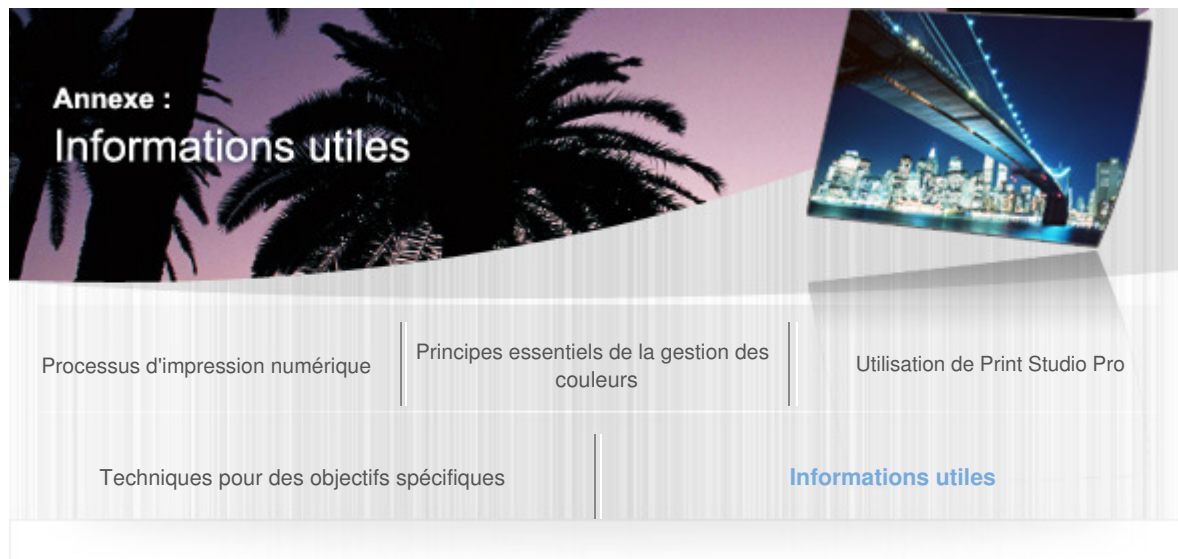 Annexe :
Informations utiles
Processus d'impression numérique
Principes essentiels de la gestion des
couleurs
Utilisation de Print Studio Pro
Techniques pour des objectifs spécifiques
Informations utiles